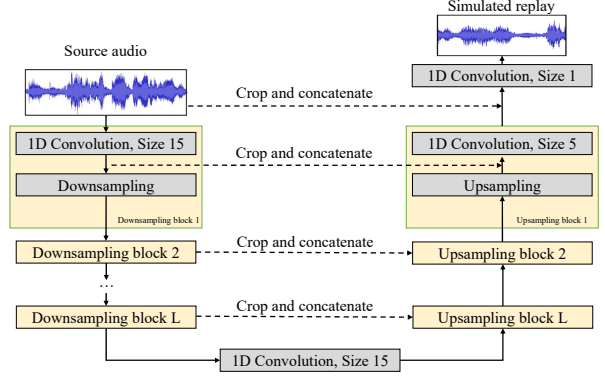 Simulated replay
Source audio
1D Convolution, Size 1
Crop and concatenate
1D Convolution, Size 15
1D Convolution, Size 5
Crop and concatenate
Downsampling
Upsampling
Downsampling block 1
Upsampling block 1
Crop and concatenate
Downsampling block 2
Upsampling block 2
...
Crop and concatenate
Downsampling block L
Upsampling block L
1D Convolution, Size 15